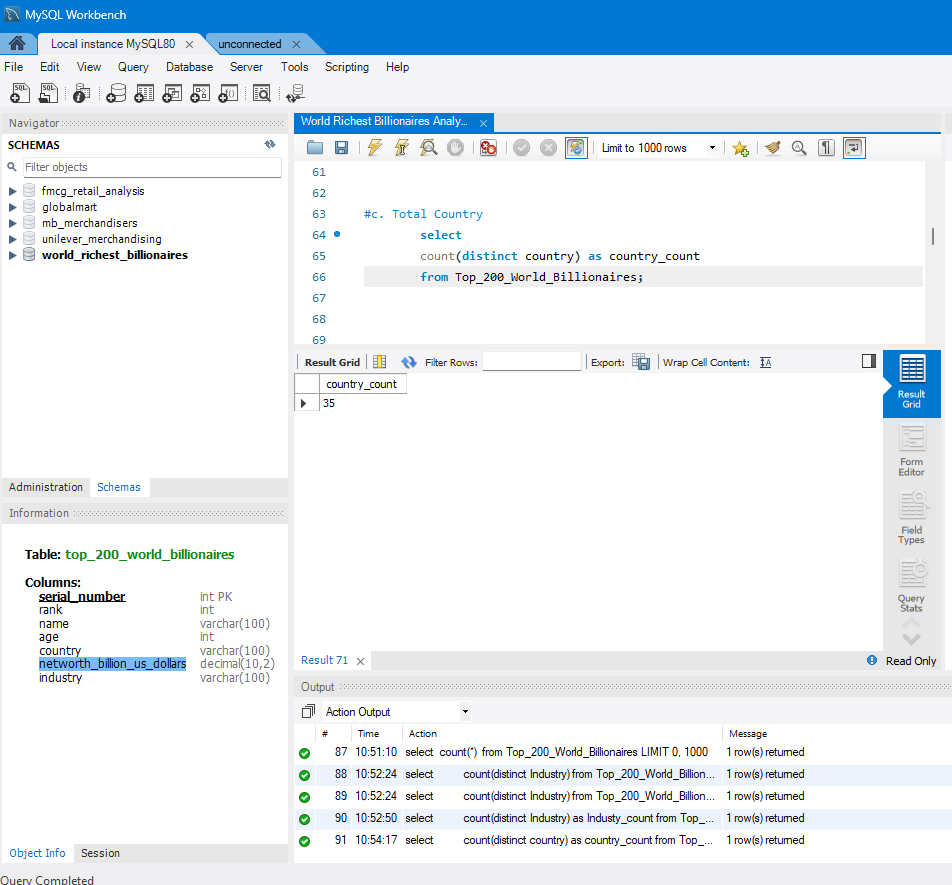 MySQL Workbench
Local instance MySQL80
unconnected
File Edit View Query Database Server Tools Scripting Help
Navigator
SCHEMAS
Filter objects
fmcg_retail_analysis
globalmart
mb_merchandisers
unilever_merchandising
world_richest_billionaires
Administration Schemas
Information
Table: top_200_world_billionaires
Columns:
serial_number int PK
rank int
name varchar(100)
age int
country varchar(100)
networth_billion_us_dollars decimal(10,2)
industry varchar(100)
Object Info Session
Query Completed
World Richest Billionaires Analy...
Limit to 1000 rows
61
62
63 #c. Total Country
64 select
65 count(distinct country) as country_count
66 from Top_200_World_Billionaires;
67
68
69
Result Grid Filter Rows: Export: Wrap Cell Content:
country_count
35
Result Grid
Form Editor
Field Types
Query Stats
Result 71
Read Only
Output
Action Output
# Time Action Message
87 10:51:10 select count(*) from Top_200_World_Billionaires LIMIT 0, 1000 1 row(s) returned
88 10:52:24 select count(distinct Industry) from Top_200_World_Billion... 1 row(s) returned
89 10:52:24 select count(distinct Industry) from Top_200_World_Billion... 1 row(s) returned
90 10:52:50 select count(distinct Industry) as Industy_count from Top_... 1 row(s) returned
91 10:54:17 select count(distinct country) as country_count from Top_... 1 row(s) returned